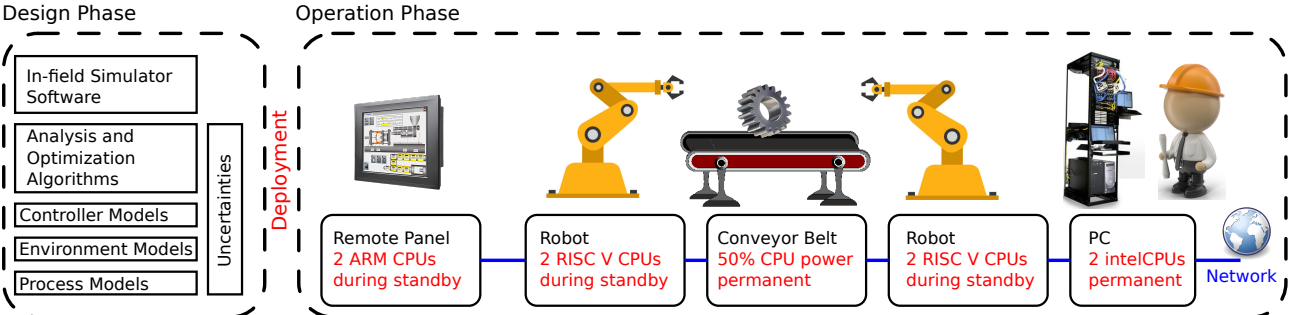 Design Phase
In-field Simulator
Software
Analysis and
Optimization
Algorithms
Controller Models
Environment Models
Process Models
Uncertainties
Deployment
Operation Phase
Remote Panel
2 ARM CPUs
during standby
Robot
2 RISC V CPUs
during standby
Conveyor Belt
50% CPU power
permanent
Robot
2 RISC V CPUs
during standby
PC
2 intelCPUs
permanent
Network